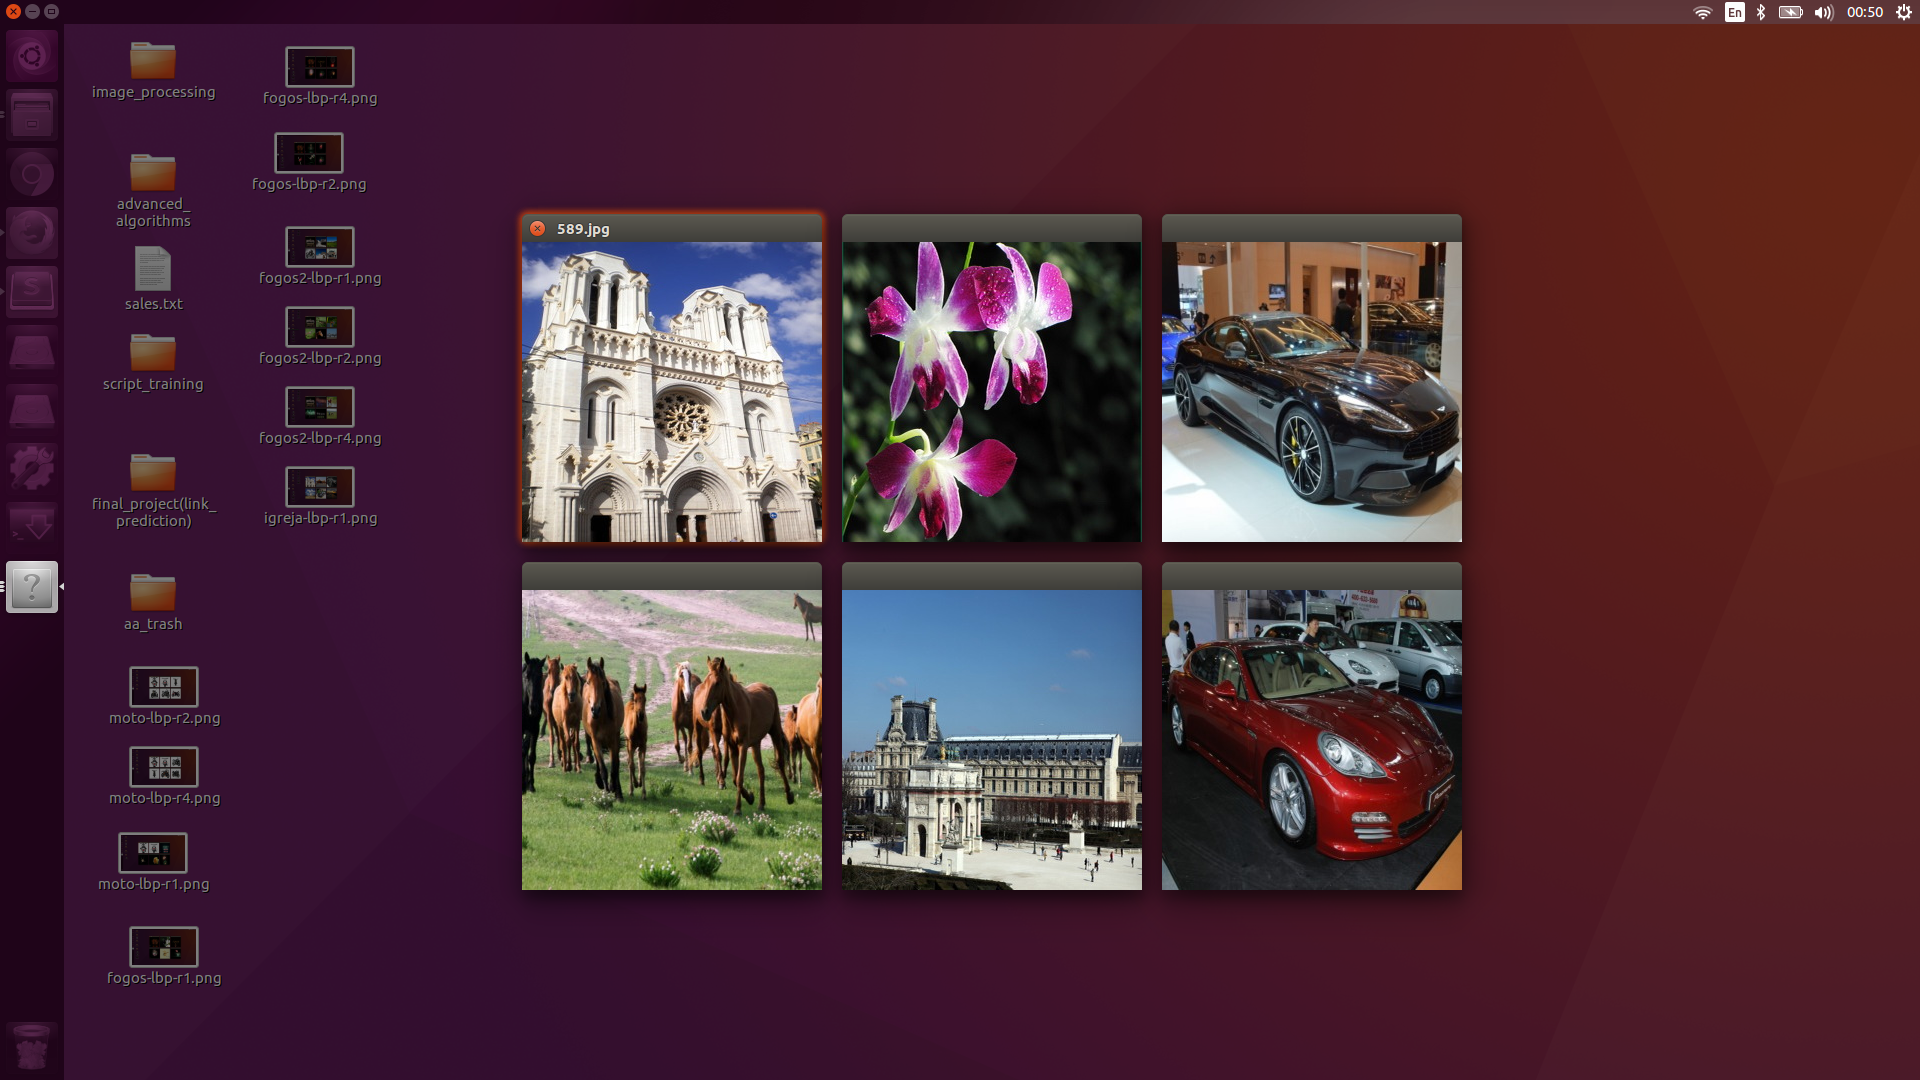 En
00:50
image_processing
fogos-lbp-r4.png
fogos-lbp-r2.png
advanced_
algorithms
589.jpg
fogos2-lbp-r1.png
sales.txt
fogos2-lbp-r2.png
script_training
fogos2-lbp-r4.png
final_project(link_
prediction)
igreja-lbp-r1.png
S
?
aa_trash
moto-lbp-r2.png
moto-lbp-r4.png
moto-lbp-r1.png
fogos-lbp-r1.png